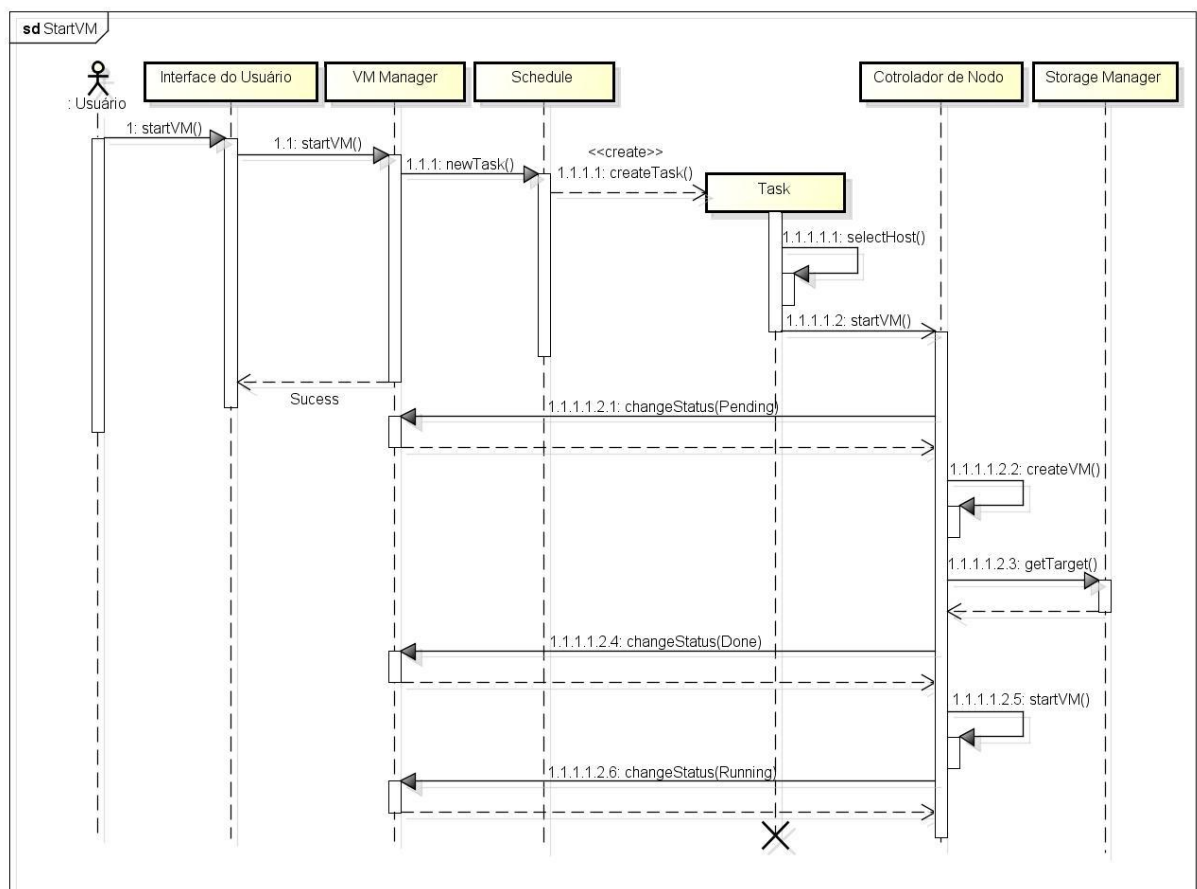 sd StartVM
: Usuário
Interface do Usuário
VM Manager
Schedule
Cotrolador de Nodo
Storage Manager
1: startVM()
1.1: startVM()
1.1.1: newTask()
<<create>>
1.1.1.1: createTask()
Task
1.1.1.1.1: selectHost()
1.1.1.1.2: startVM()
Sucess
1.1.1.1.2.1: changeStatus(Pending)
1.1.1.1.2.2: createVM()
1.1.1.1.2.3: getTarget()
1.1.1.1.2.4: changeStatus(Done)
1.1.1.1.2.5: startVM()
1.1.1.1.2.6: changeStatus(Running)